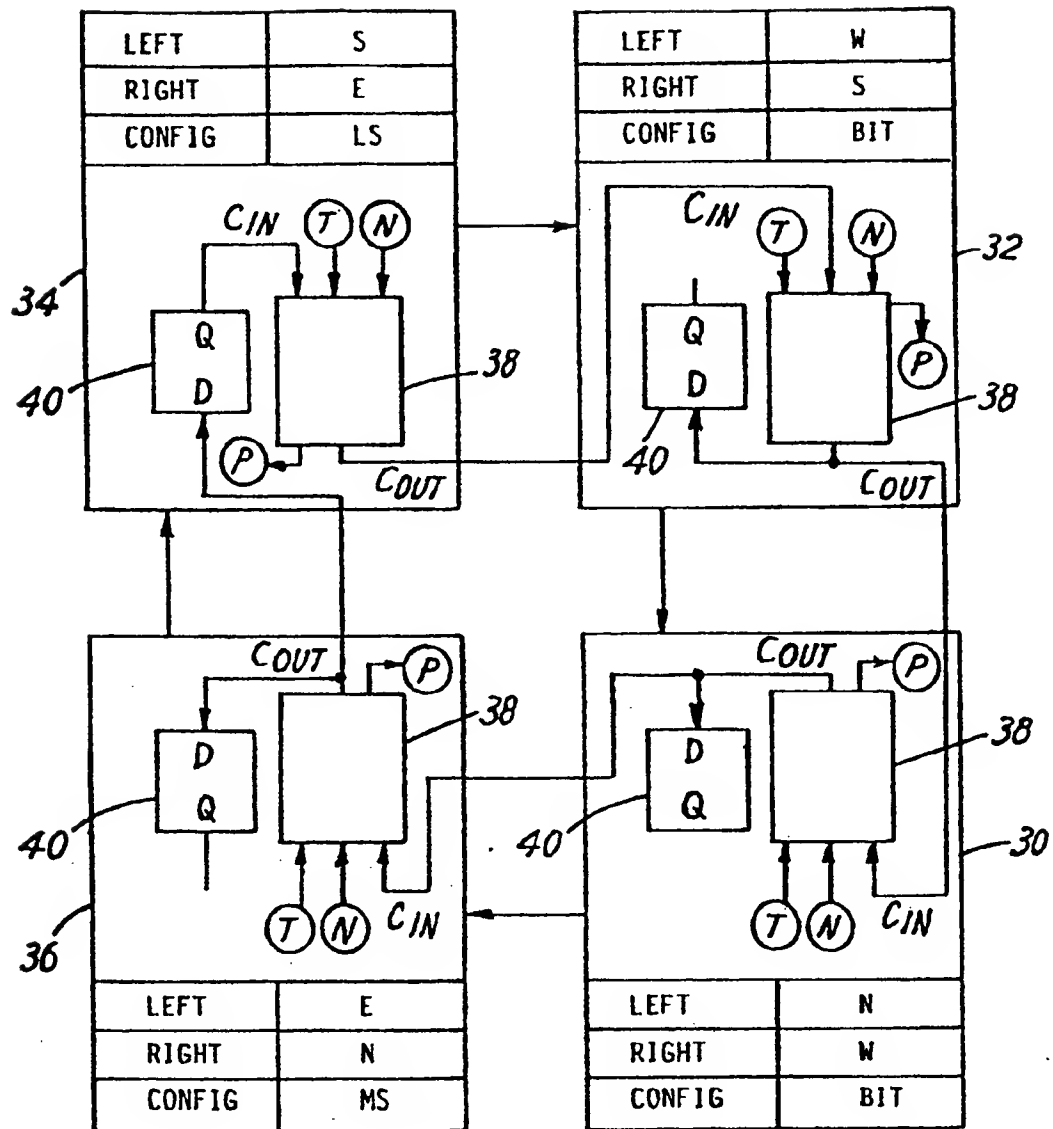 LEFT S
RIGHT E
CONFIG LS
LEFT W
RIGHT S
CONFIG BIT
CIN T N
34
Q
D
40
38
P
COUT
CIN T N
32
Q
D
P
38
40
COUT
COUT P
38
D
Q
40
T N CIN
36
COUT P
38
D
Q
40
30
T N CIN
LEFT E
RIGHT N
CONFIG MS
LEFT N
RIGHT W
CONFIG BIT